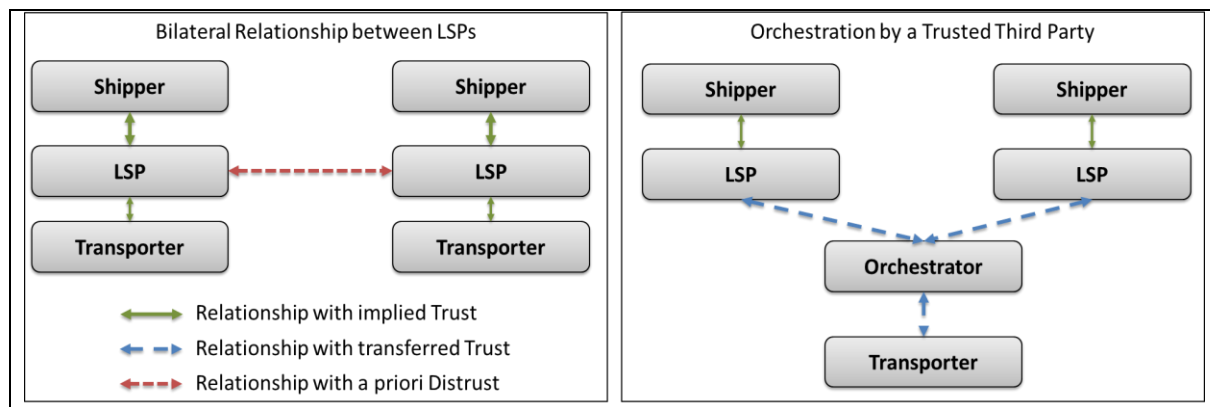 Bilateral Relationship between LSPs
Shipper
Shipper
LSP
LSP
Transporter
Transporter
Relationship with implied Trust
Relationship with transferred Trust
Relationship with a priori Distrust
Orchestration by a Trusted Third Party
Shipper
Shipper
LSP
LSP
Orchestrator
Transporter